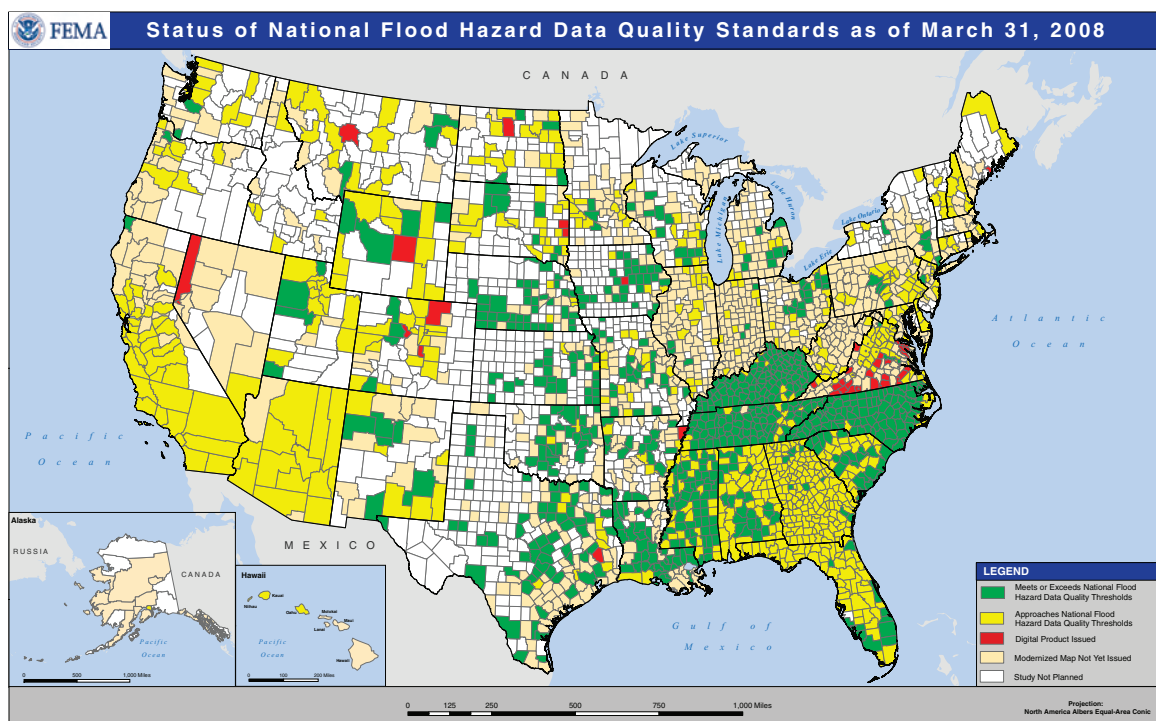 FEMA
Status of National Flood Hazard Data Quality Standards as of March 31, 2008
CANADA
Lake Superior
Lake Michigan
Lake Huron
Lake Ontario
Lake Erie
Atlantic
Ocean
Pacific
Ocean
MEXICO
Gulf of
Mexico
Alaska
RUSSIA
CANADA
Pacific
Ocean
0 500 1,000 Miles
Hawaii
Niihau
Kauai
Oahu
Molokai
Lanai
Maui
Hawaii
Pacific
Ocean
0 100 200 Miles
LEGEND
Meets or Exceeds National Flood
Hazard Data Quality Thresholds
Approaches National Flood
Hazard Data Quality Thresholds
Digital Product Issued
Modernized Map Not Yet Issued
Study Not Planned
0 125 250 500 750 1,000 Miles
Projection:
North America Albers Equal-Area Conic